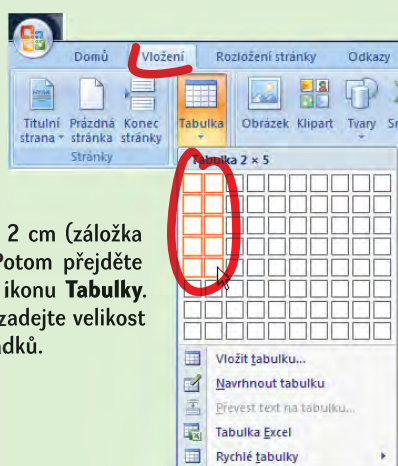 Domů Vložení Rozložení stránky Odkazy
Titulní strana Prázdná stránka Konec stránky Tabulka Obrázek Klipart Tvary
Stránky
Tabulka 2 × 5
2 cm (záložka
Potom přejděte
ikonu Tabulky.
zadejte velikost
dků.
Vložit tabulku...
Navrhnout tabulku
Převést text na tabulku...
Tabulka Excel
Rychlé tabulky